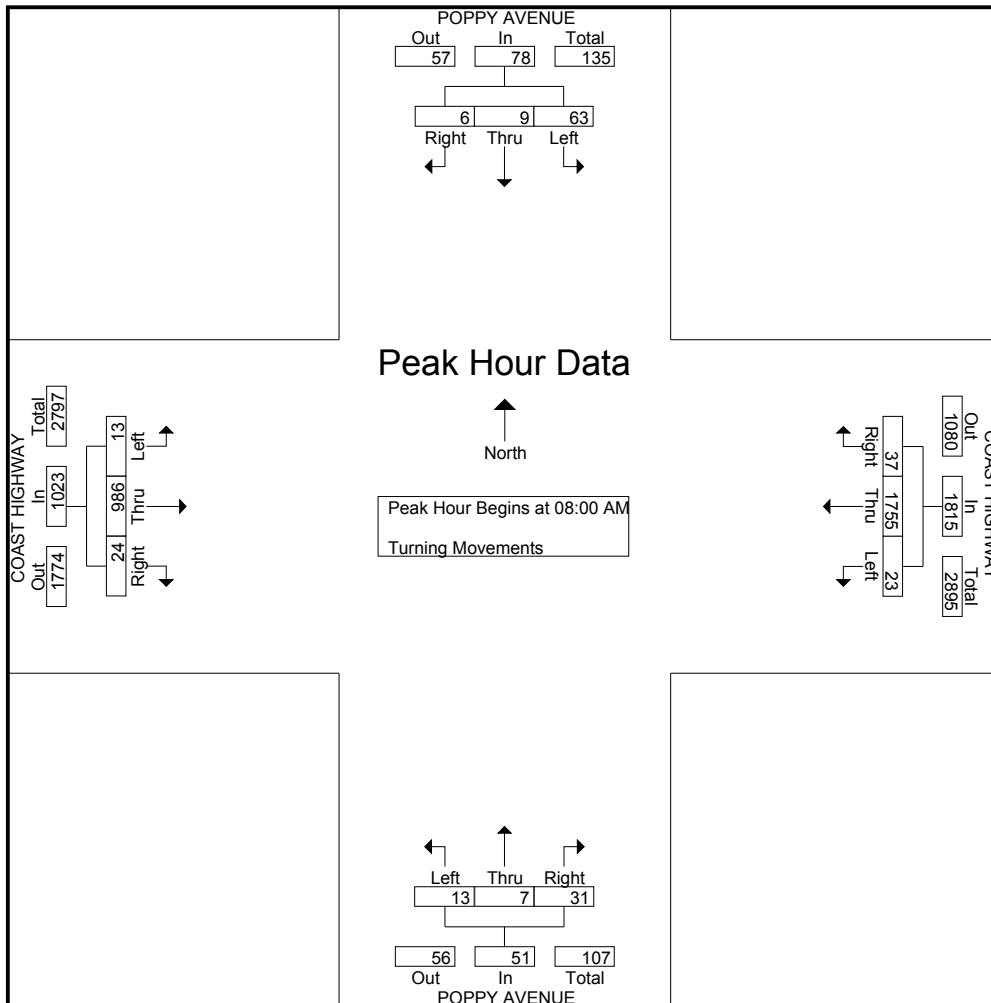 POPPY AVENUE
Out In Total
57 78 135
6 9 63
Right Thru Left
Peak Hour Data
North
Peak Hour Begins at 08:00 AM
Turning Movements
COAST HIGHWAY
Total In Out
2797 1023 1774
13 986 24
Left Thru Right
COAST HIGHWAY
Out In Total
1080 1815 2895
37 1755 23
Right Thru Left
Left Thru Right
13 7 31
56 51 107
Out In Total
POPPY AVENUE